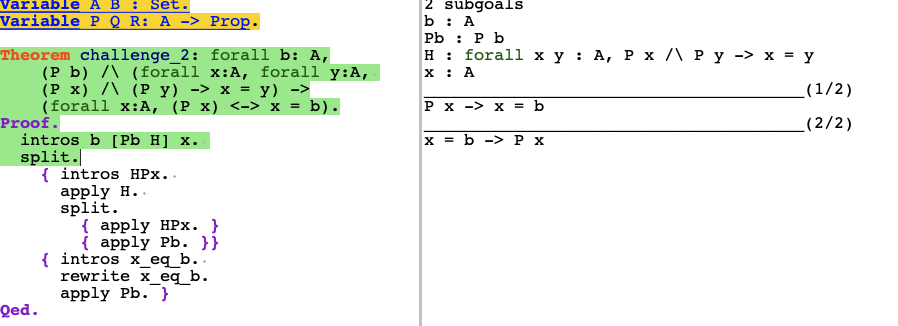 Variable A B : Set.
Variable P Q R: A -> Prop.
Theorem challenge_2: forall b: A,
(P b) /\ (forall x:A, forall y:A,
(P x) /\ (P y) -> x = y) ->
(forall x:A, (P x) <-> x = b).
Proof.
intros b [Pb H] x.
split.
{ intros HPx.
apply H.
split.
{ apply HPx. }
{ apply Pb. }}
{ intros x_eq_b.
rewrite x_eq_b.
apply Pb. }
Qed.
2 subgoals
b : A
Pb : P b
H : forall x y : A, P x /\ P y -> x = y
x : A
______________________________________(1/2)
P x -> x = b
______________________________________(2/2)
x = b -> P x